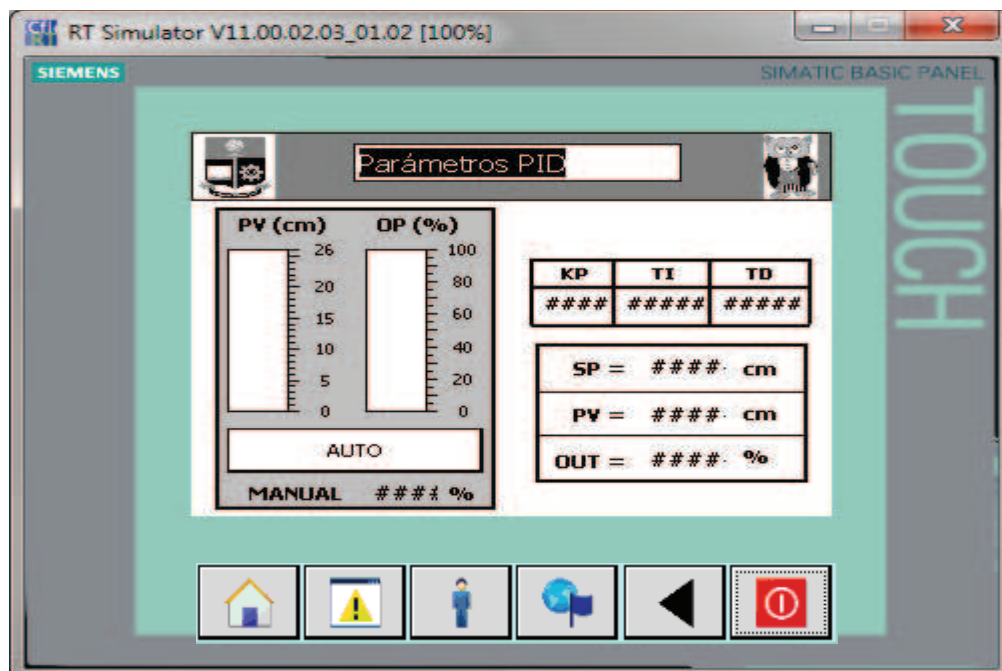 RT Simulator V11.00.02.03_01.02 [100%]
SIEMENS
SIMATIC BASIC PANEL
TOUCH
Parámetros PID
PV (cm) OP (%)
26 100
20 80
15 60
10 40
5 20
0 0
AUTO
MANUAL #### %
KP TI TD
#### ##### #####
SP = #### cm
PV = #### cm
OUT = #### %